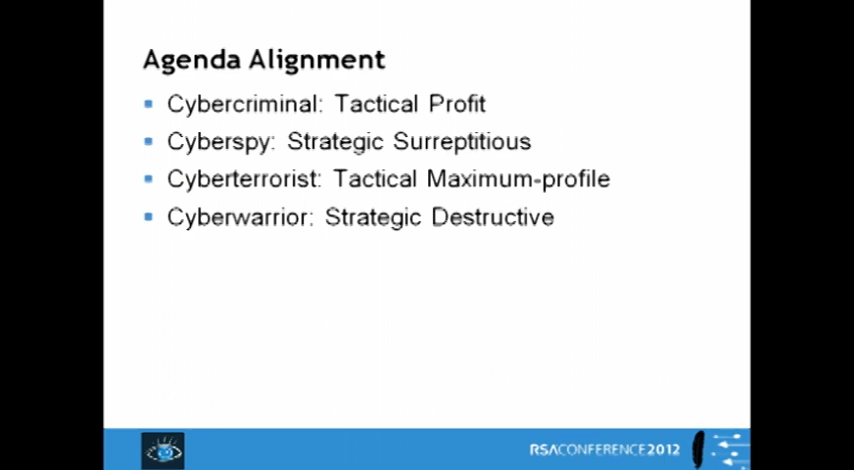 Agenda Alignment
Cybercriminal: Tactical Profit
Cyberspy: Strategic Surreptitious
Cyberterrorist: Tactical Maximum-profile
Cyberwarrior: Strategic Destructive
RSACONFERENCE2012